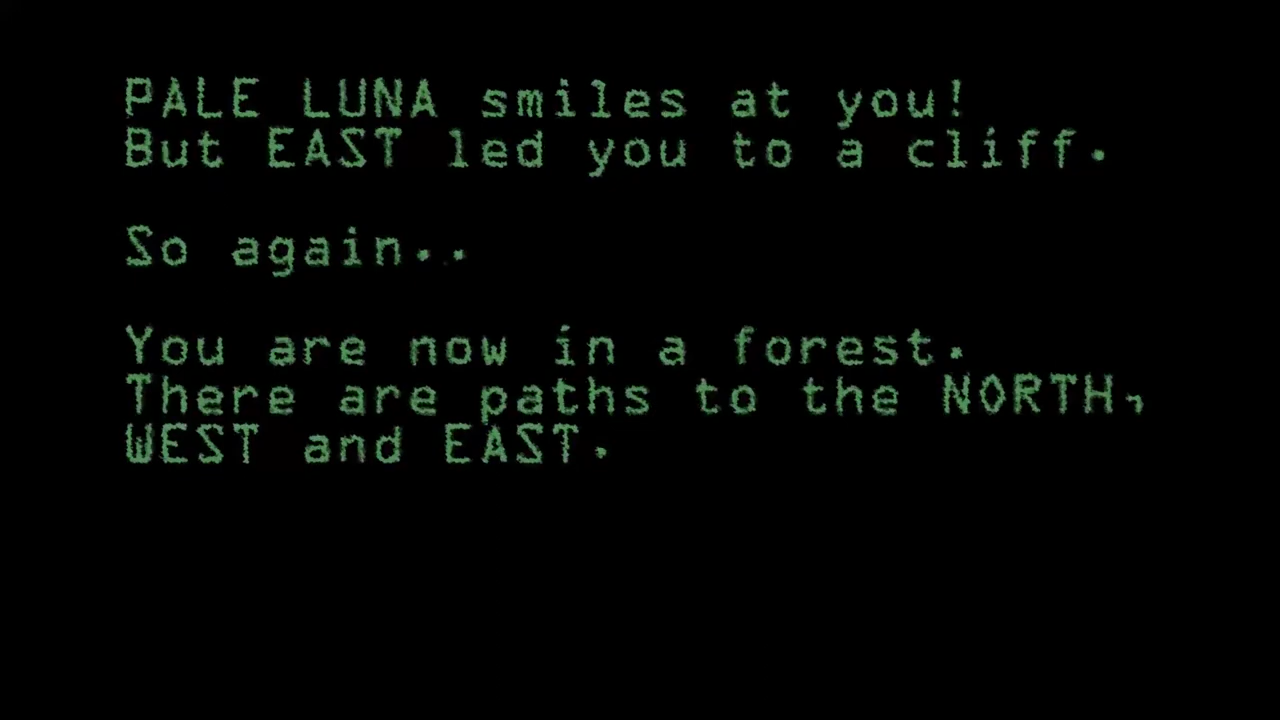 PALE LUNA smiles at you!
But EAST led you to a cliff.
So again..
You are now in a forest.
There are paths to the NORTH,
WEST and EAST.